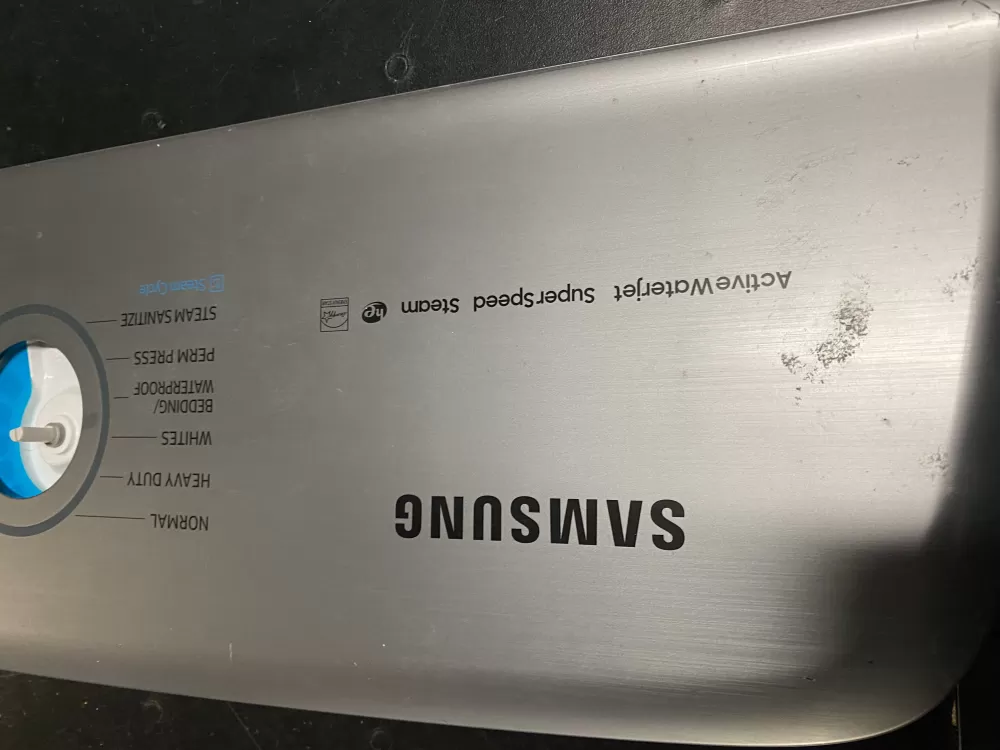 SAMSUNG
ActiveWaterjet SuperSpeed Steam
NORMAL
HEAVY DUTY
WHITES
BEDDING/
WATERPROOF
PERM PRESS
STEAM SANITIZE
Steam Cycle